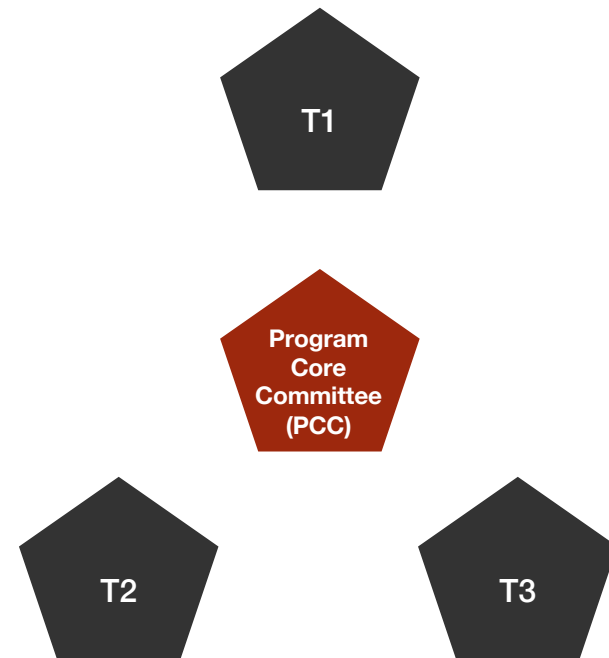 T1
Program
Core
Committee
(PCC)
T2
T3